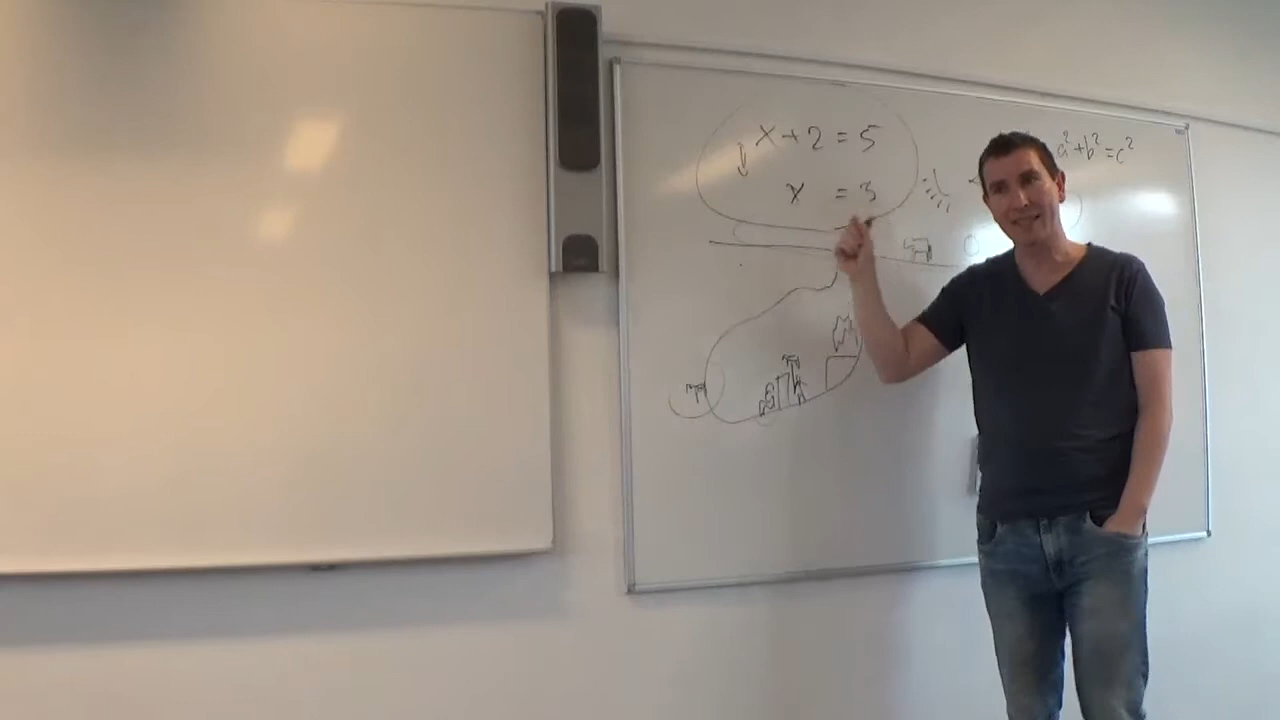 x + 2 = 5
x = 3
a² + b² = c²